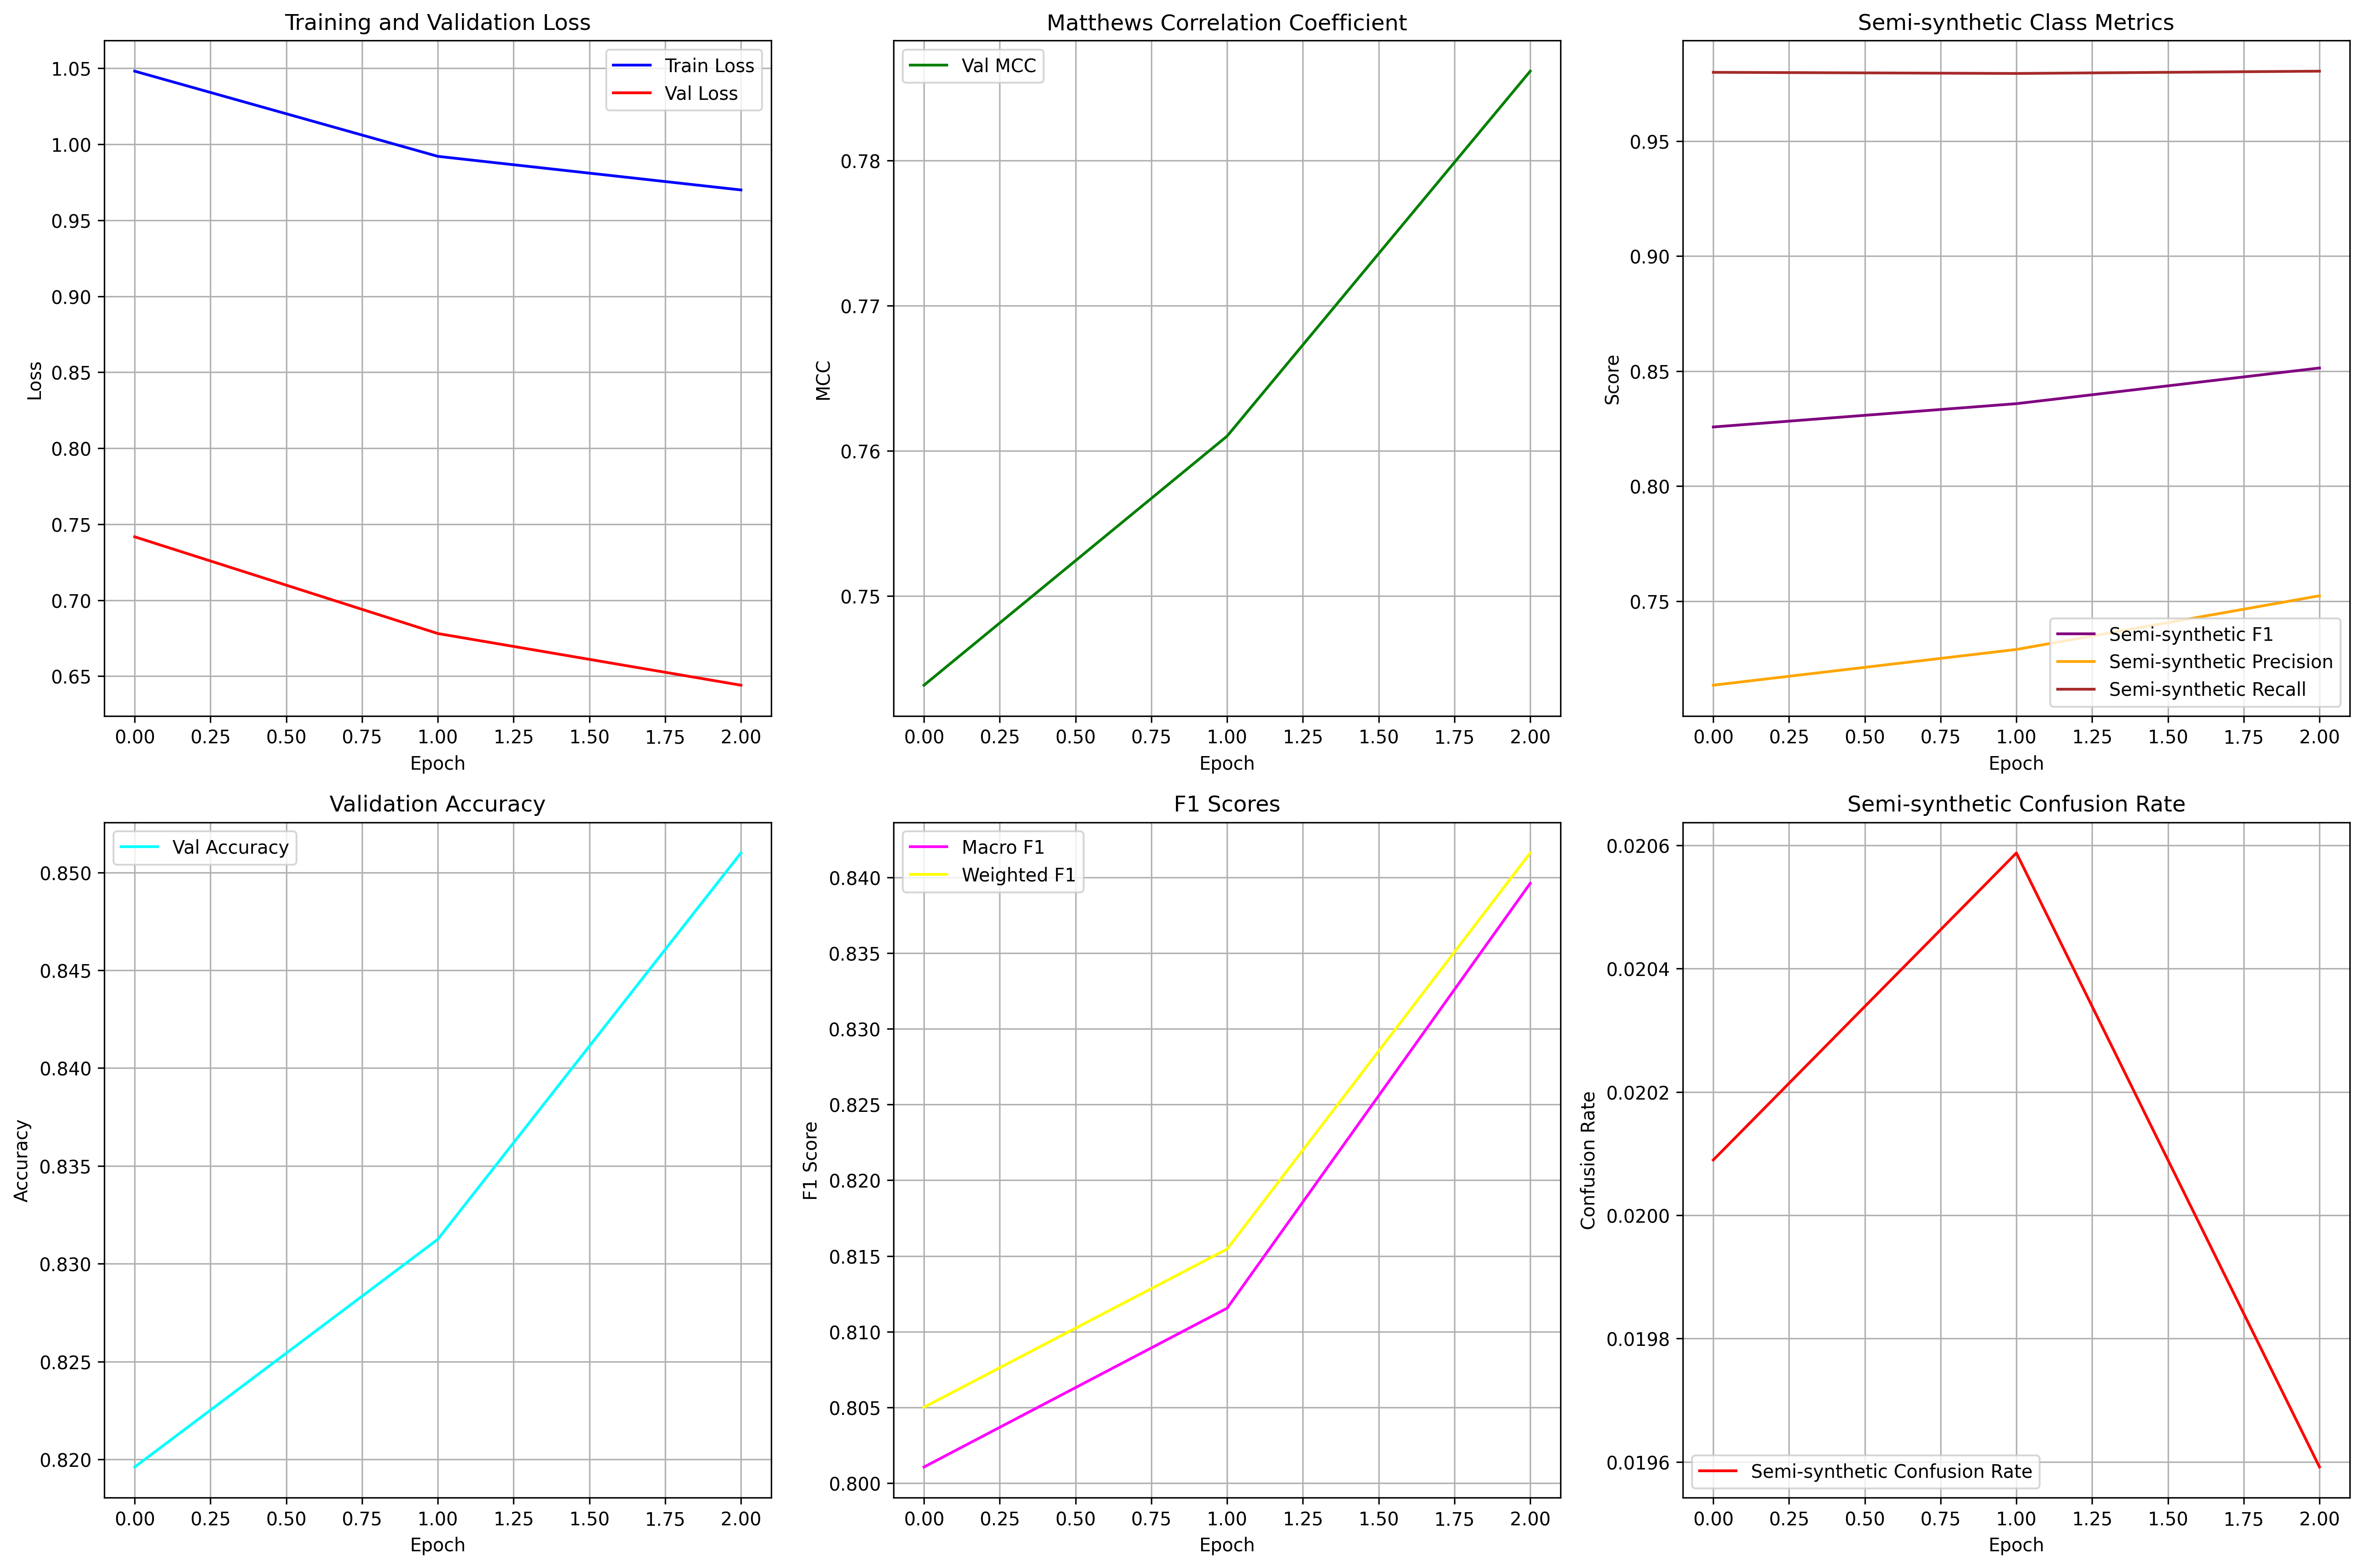 Training and Validation Loss
Train Loss
Val Loss
1.05
1.00
0.95
0.90
0.85
0.80
0.75
0.70
0.65
Loss
0.00 0.25 0.50 0.75 1.00 1.25 1.50 1.75 2.00
Epoch
Matthews Correlation Coefficient
Val MCC
0.78
0.77
0.76
0.75
MCC
0.00 0.25 0.50 0.75 1.00 1.25 1.50 1.75 2.00
Epoch
Semi-synthetic Class Metrics
0.95
0.90
0.85
0.80
0.75
Score
Semi-synthetic F1
Semi-synthetic Precision
Semi-synthetic Recall
0.00 0.25 0.50 0.75 1.00 1.25 1.50 1.75 2.00
Epoch
Validation Accuracy
Val Accuracy
0.850
0.845
0.840
0.835
0.830
0.825
0.820
Accuracy
0.00 0.25 0.50 0.75 1.00 1.25 1.50 1.75 2.00
Epoch
F1 Scores
Macro F1
Weighted F1
0.840
0.835
0.830
0.825
0.820
0.815
0.810
0.805
0.800
F1 Score
0.00 0.25 0.50 0.75 1.00 1.25 1.50 1.75 2.00
Epoch
Semi-synthetic Confusion Rate
0.0206
0.0204
0.0202
0.0200
0.0198
0.0196
Confusion Rate
Semi-synthetic Confusion Rate
0.00 0.25 0.50 0.75 1.00 1.25 1.50 1.75 2.00
Epoch